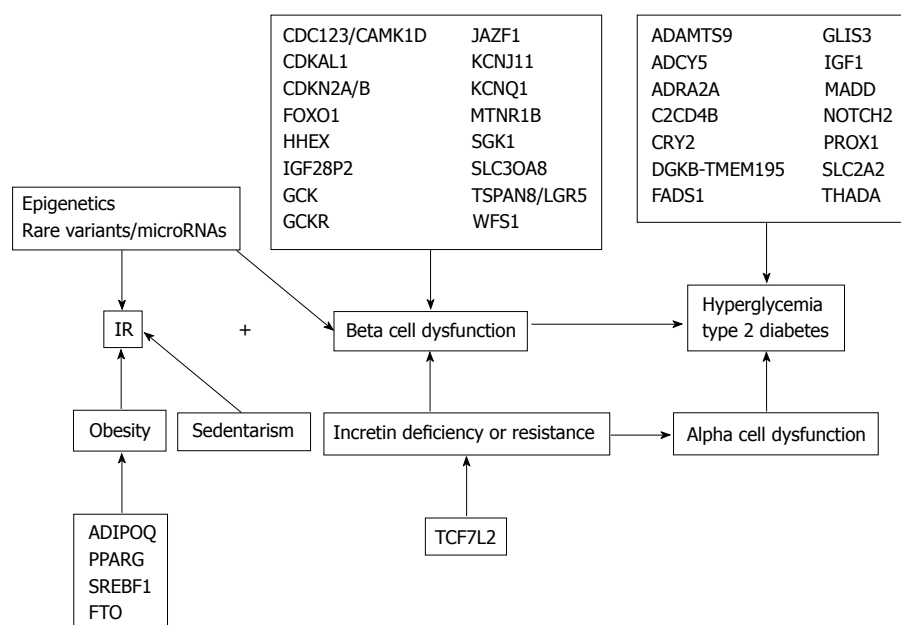 CDC123/CAMK1D JAZF1
CDKAL1 KCNJ11
CDKN2A/B KCNQ1
FOXO1 MTNR1B
HHEX SGK1
IGF28P2 SLC3OA8
GCK TSPAN8/LGR5
GCKR WFS1
ADAMTS9 GLIS3
ADCY5 IGF1
ADRA2A MADD
C2CD4B NOTCH2
CRY2 PROX1
DGKB-TMEM195 SLC2A2
FADS1 THADA
Epigenetics
Rare variants/microRNAs
IR
+
Beta cell dysfunction
Hyperglycemia
type 2 diabetes
Obesity
Sedentarism
Incretin deficiency or resistance
Alpha cell dysfunction
ADIPOQ
PPARG
SREBF1
FTO
TCF7L2